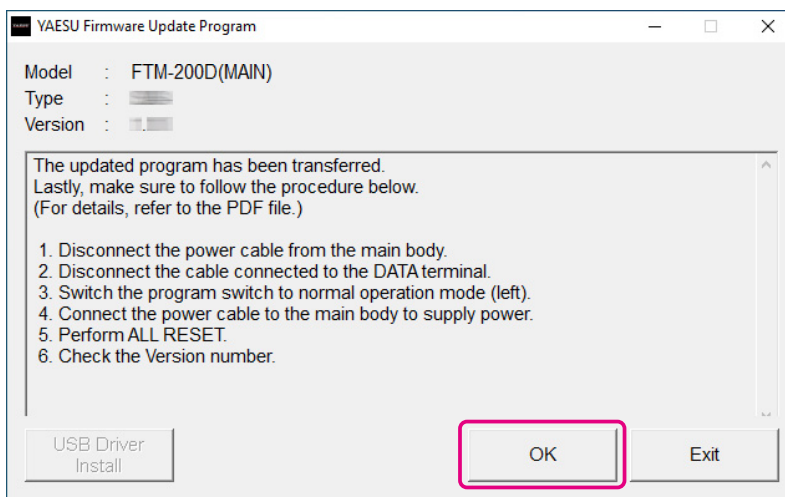 YAESU Firmware Update Program
Model : FTM-200D(MAIN)
Type :
Version :
The updated program has been transferred.
Lastly, make sure to follow the procedure below.
(For details, refer to the PDF file.)
1. Disconnect the power cable from the main body.
2. Disconnect the cable connected to the DATA terminal.
3. Switch the program switch to normal operation mode (left).
4. Connect the power cable to the main body to supply power.
5. Perform ALL RESET.
6. Check the Version number.
USB Driver
Install
OK
Exit